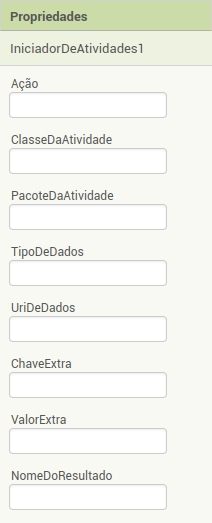 Propriedades
IniciadorDeAtividades1
Ação
ClasseDaAtividade
PacoteDaAtividade
TipoDeDados
UriDeDados
ChaveExtra
ValorExtra
NomeDoResultado